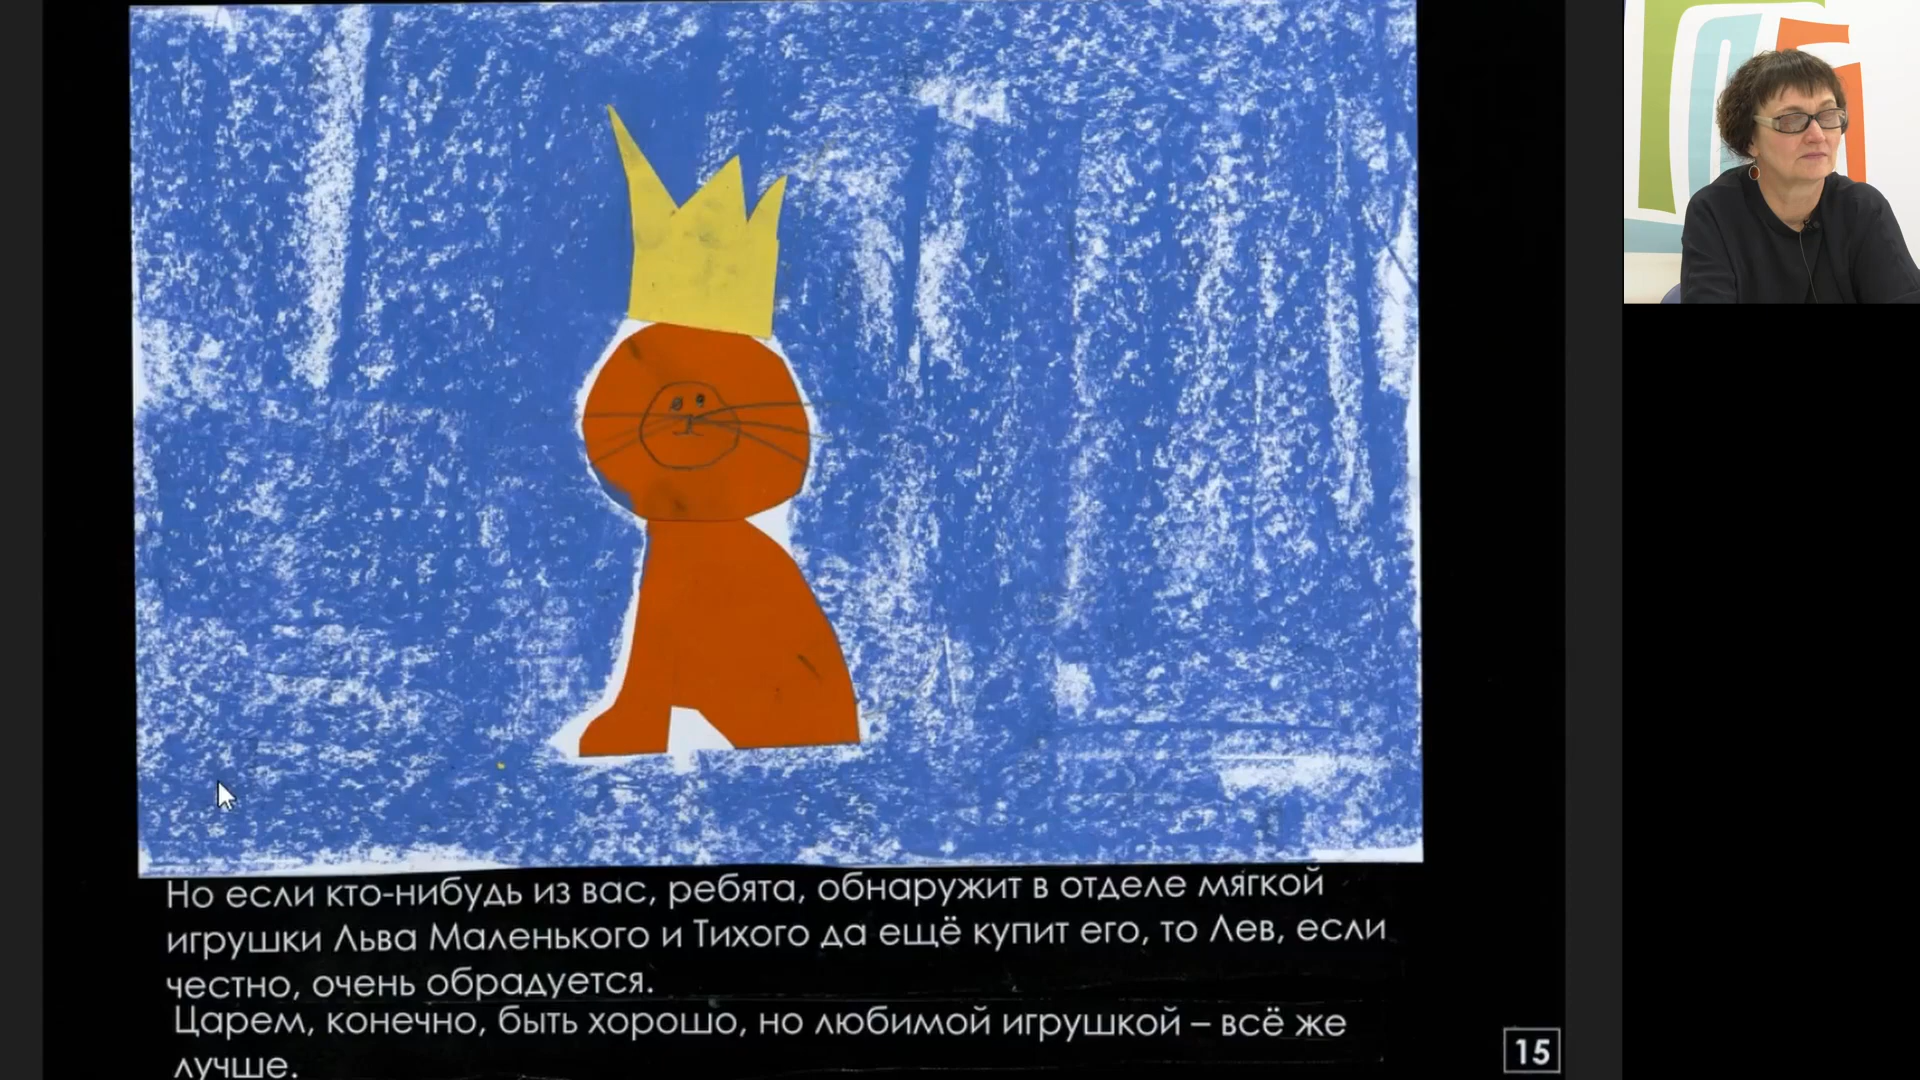 Но если кто-нибудь из вас, ребята, обнаружит в отделе мягкой
игрушки Льва Маленького и Тихого да ещё купит его, то Лев, если
честно, очень обрадуется.
Царем, конечно, быть хорошо, но любимой игрушкой – всё же
лучше.
15